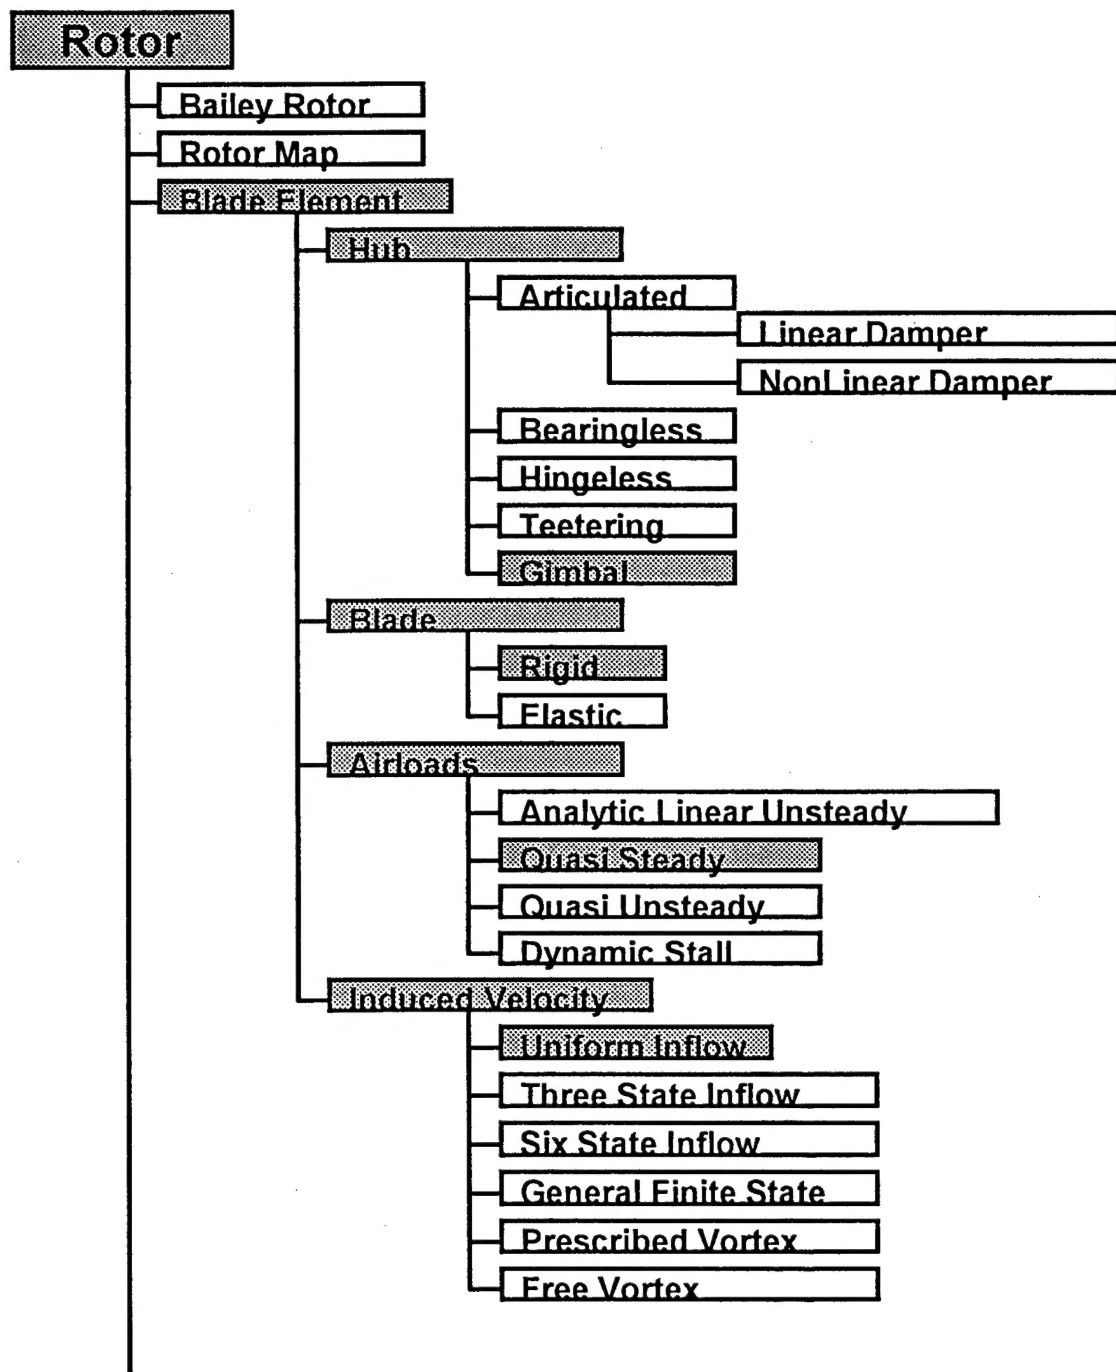 Rotor
Bailey Rotor
Rotor Map
Blade Element
Hub
Articulated
Linear Damper
NonLinear Damper
Bearingless
Hingeless
Teetering
Gimbal
Blade
Rigid
Elastic
Airloads
Analytic Linear Unsteady
Quasi Steady
Quasi Unsteady
Dynamic Stall
Induced Velocity
Uniform Inflow
Three State Inflow
Six State Inflow
General Finite State
Prescribed Vortex
Free Vortex